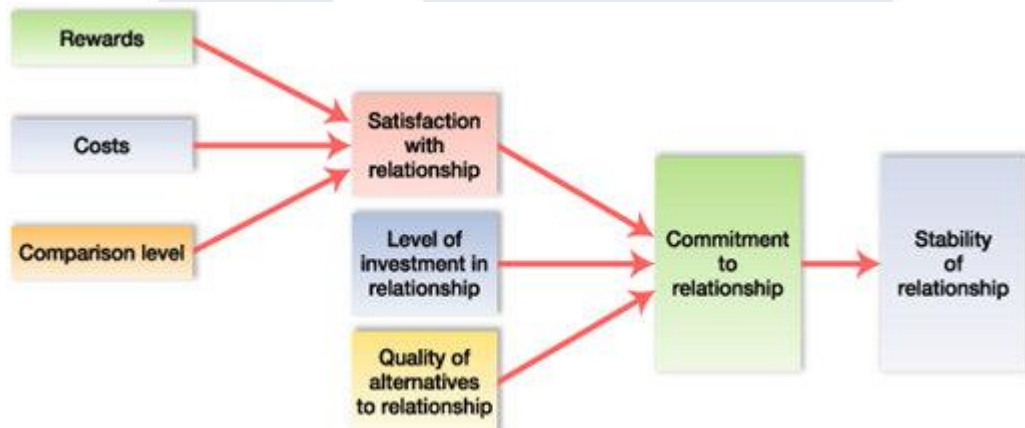 Rewards
Costs
Comparison level
Satisfaction
with
relationship
Level of
investment in
relationship
Quality of
alternatives
to relationship
Commitment
to
relationship
Stability
of
relationship